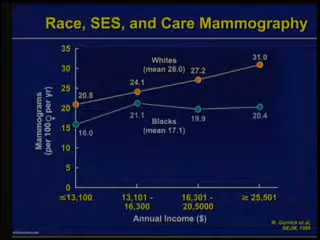 Race, SES, and Care Mammography
35
30
25
20
15
10
5
0
Mammograms
(per 100♀ per yr)
Whites
(mean 26.0)
Blacks
(mean 17.1)
20.8
24.1
27.2
31.0
16.0
21.1
19.9
20.4
≤13,100
13,101 -
16,300
16,301 -
20,5000
≥ 25,501
Annual Income ($)
NEJM, 1996